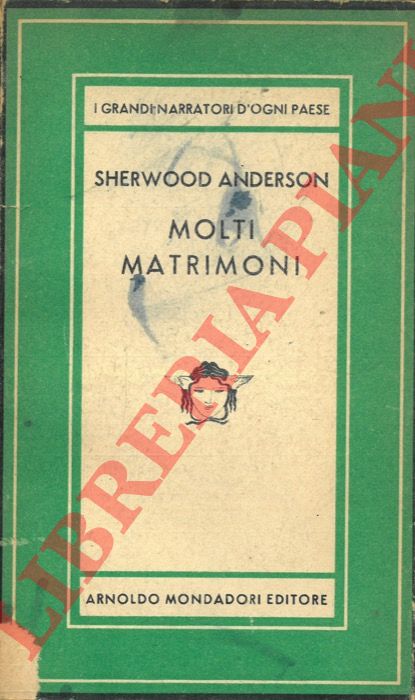 I GRANDI NARRATORI D'OGNI PAESE
SHERWOOD ANDERSON
MOLTI
MATRIMONI
ARNOLDO MONDADORI EDITORE
LIBRERIA PIANI